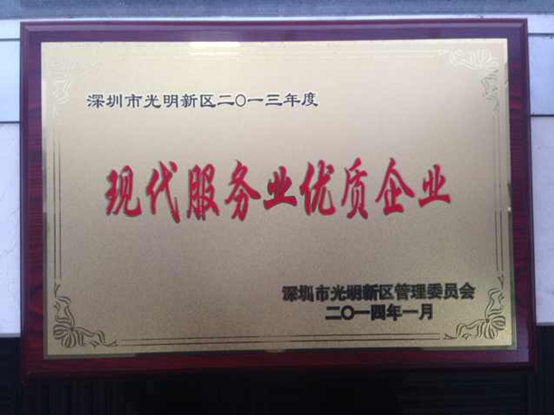 深圳市光明新区二〇一三年度
现代服务业优质企业
深圳市光明新区管理委员会
二〇一四年一月